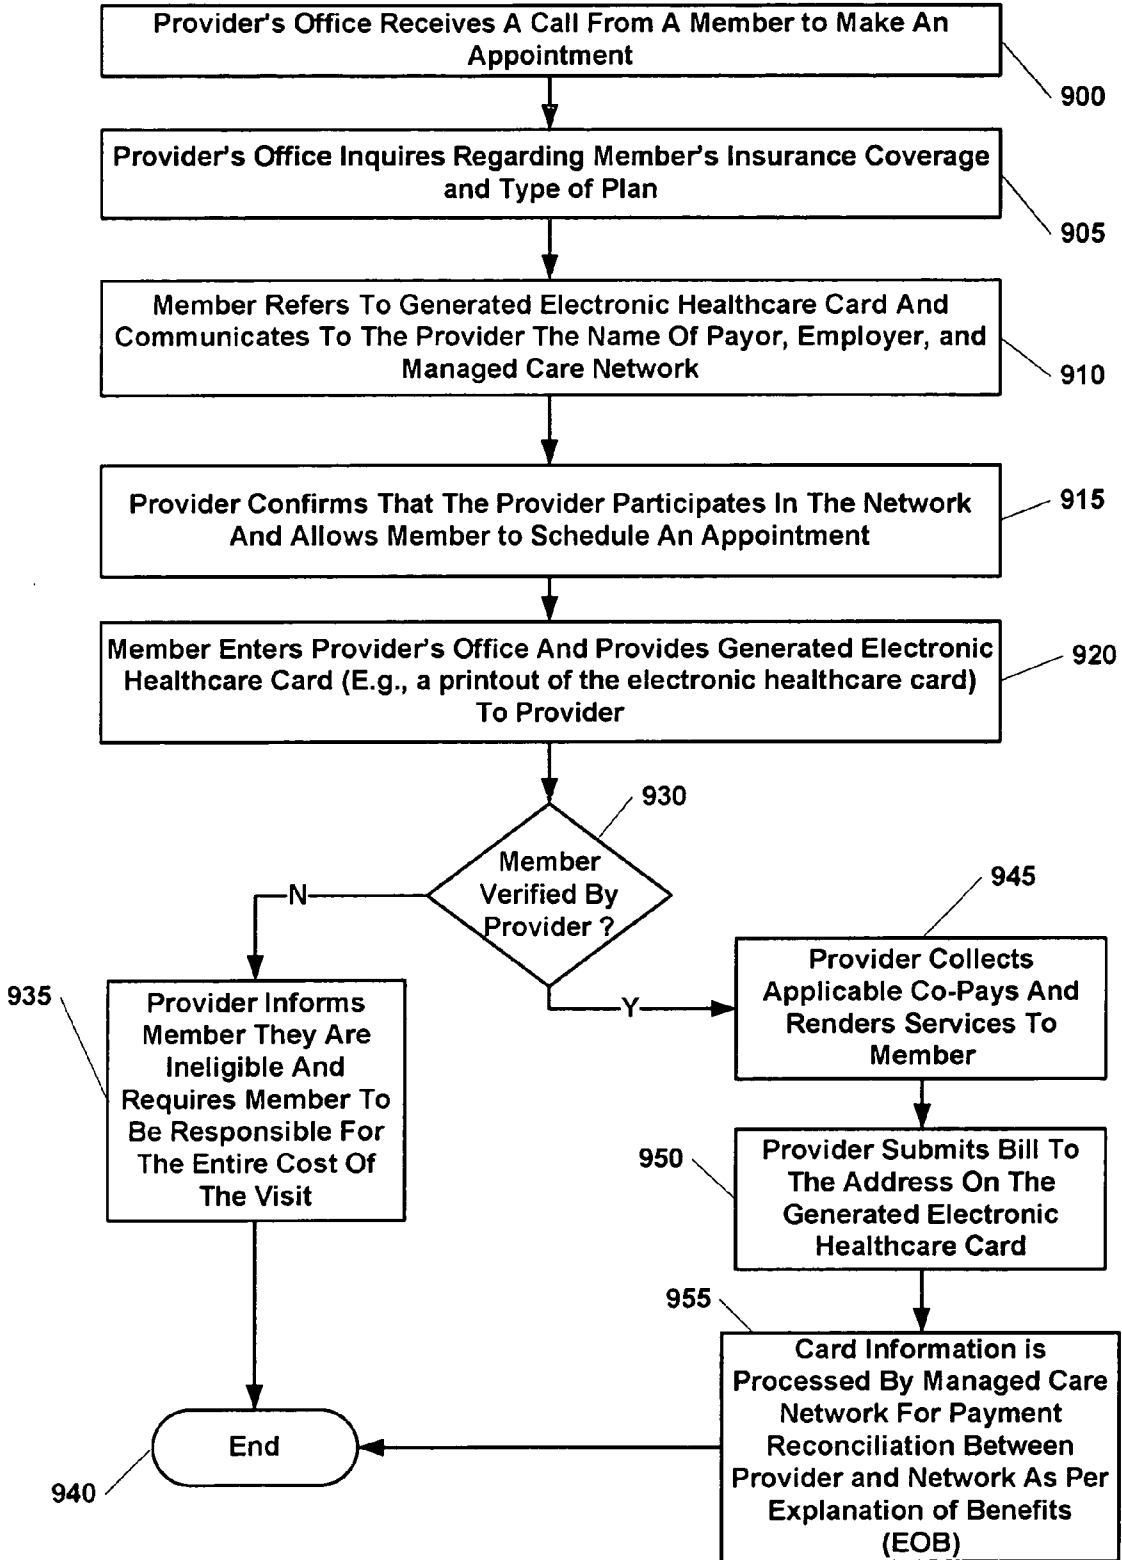 Provider's Office Receives A Call From A Member to Make An
Appointment
900
Provider's Office Inquires Regarding Member's Insurance Coverage
and Type of Plan
905
Member Refers To Generated Electronic Healthcare Card And
Communicates To The Provider The Name Of Payor, Employer, and
Managed Care Network
910
Provider Confirms That The Provider Participates In The Network
And Allows Member to Schedule An Appointment
915
Member Enters Provider's Office And Provides Generated Electronic
Healthcare Card (E.g., a printout of the electronic healthcare card)
To Provider
920
930
Member
Verified By
Provider ?
N
Y
935
Provider Informs
Member They Are
Ineligible And
Requires Member To
Be Responsible For
The Entire Cost Of
The Visit
945
Provider Collects
Applicable Co-Pays And
Renders Services To
Member
950
Provider Submits Bill To
The Address On The
Generated Electronic
Healthcare Card
955
Card Information is
Processed By Managed Care
Network For Payment
Reconciliation Between
Provider and Network As Per
Explanation of Benefits
(EOB)
End
940